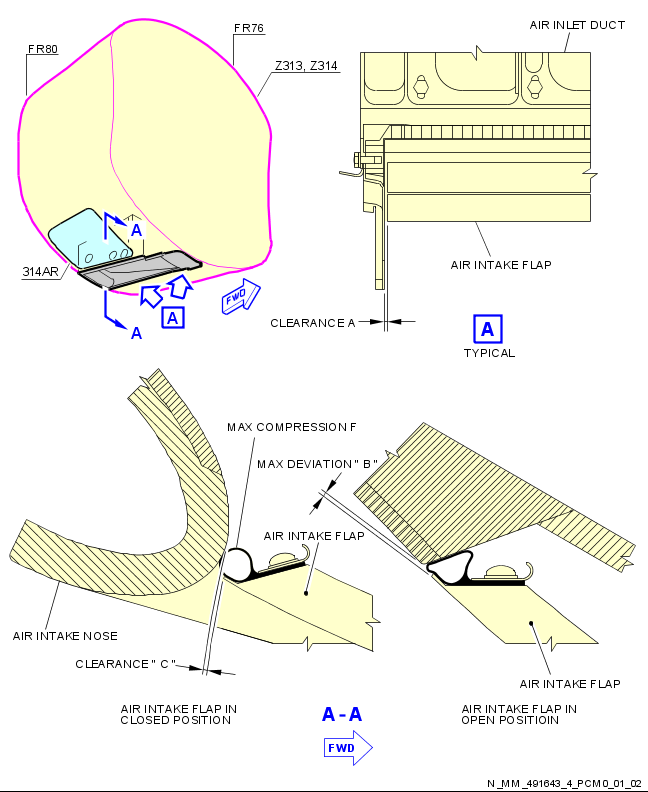 FR76
AIR INLET DUCT
FR80
Z313, Z314
A
314AR
AIR INTAKE FLAP
FWD
A
CLEARANCE A
A
A
TYPICAL
MAX COMPRESSION F
MAX DEVIATION " B "
AIR INTAKE FLAP
AIR INTAKE NOSE
CLEARANCE " C "
AIR INTAKE FLAP
AIR INTAKE FLAP IN
CLOSED POSITION
A-A
AIR INTAKE FLAP IN
OPEN POSITIOIN
FWD
N_MM_491643_4_PCM0_01_02